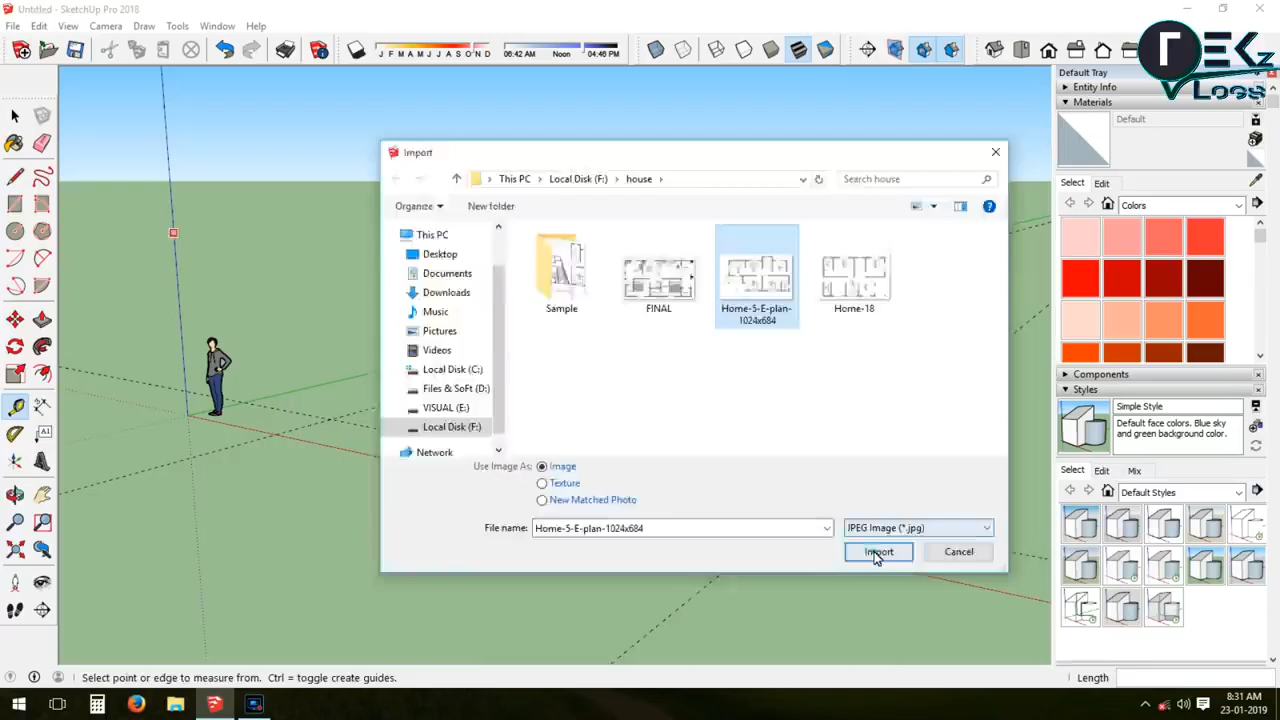 Untitled - SketchUp Pro 2018
File Edit View Camera Draw Tools Window Help
J F M A M J J A S O N D 06:42 AM Noon 04:46 PM
TEKz
VLogs
Default Tray
Entity Info
Materials
Default
Import
This PC Local Disk (F:) house
Search house
Select Edit
Organize New folder
Colors
This PC
Desktop
Documents
Downloads
Music
Pictures
Videos
Local Disk (C:)
Files & SoFt (D:)
VISUAL (E:)
Local Disk (F:)
Network
Sample
FINAL
Home-5-E-plan-
1024x684
Home-18
Components
Styles
Simple Style
Default face colors. Blue sky
and green background color.
Use Image As: Image
Texture
New Matched Photo
Select Edit Mix
Default Styles
File name: Home-5-E-plan-1024x684
JPEG Image (*.jpg)
Import Cancel
A1
Select point or edge to measure from. Ctrl = toggle create guides.
Length
8:31 AM
23-01-2019